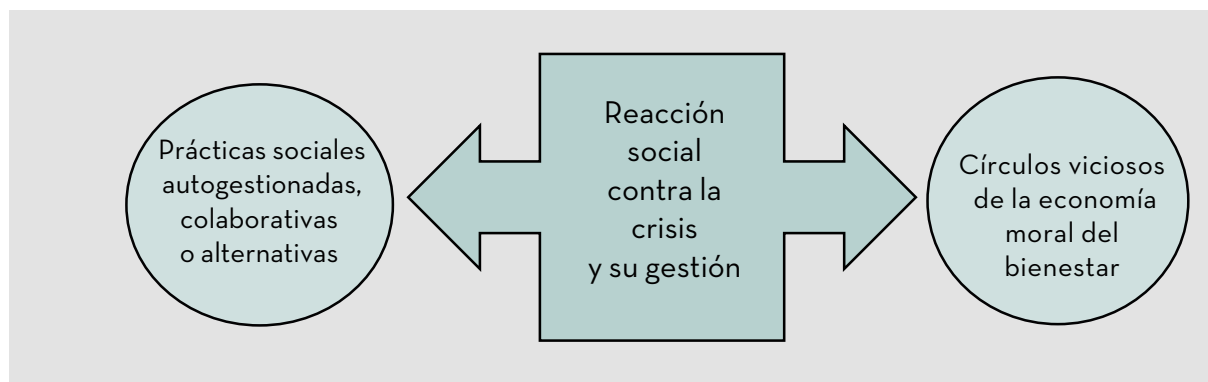 Prácticas sociales
autogestionadas,
colaborativas
o alternativas
Reacción
social
contra la
crisis
y su gestión
Círculos viciosos
de la economía
moral del
bienestar